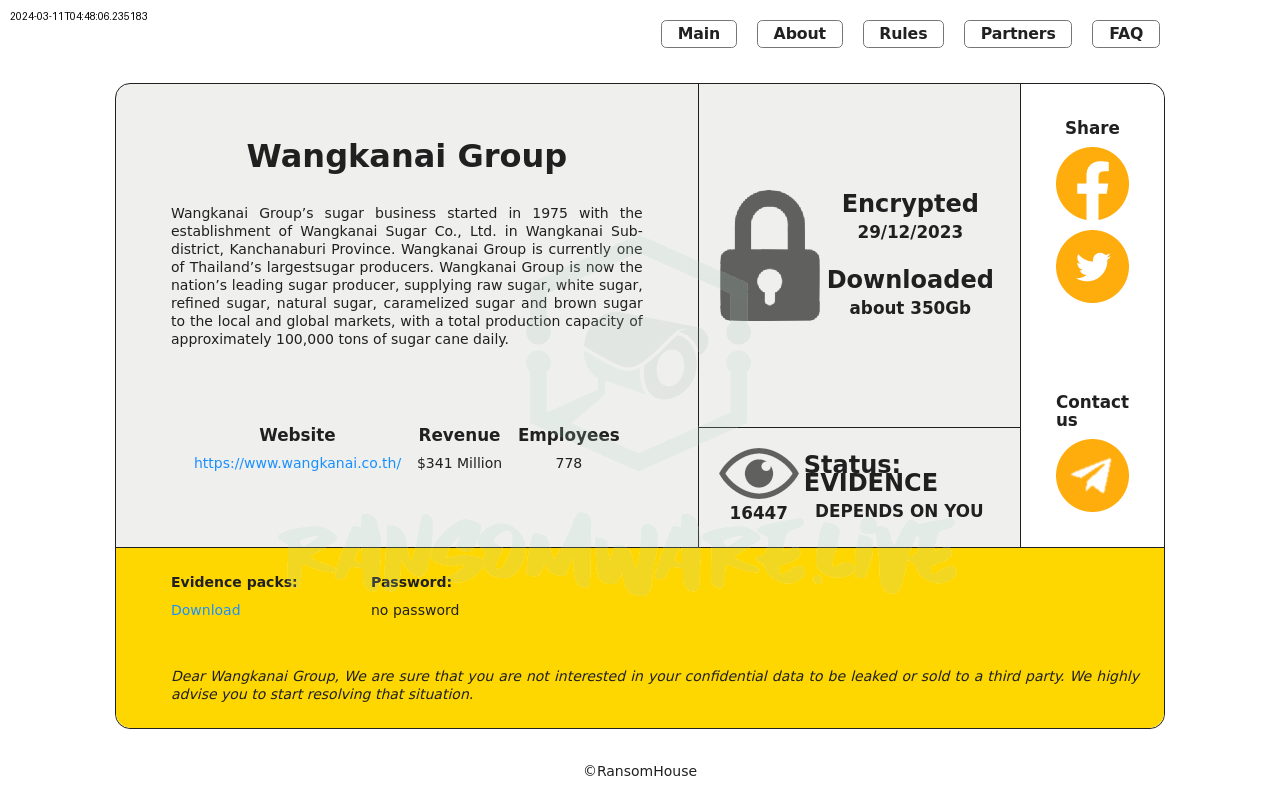 2024-03-11T04:48:06.235183
Main
About
Rules
Partners
FAQ
Wangkanai Group
Wangkanai Group’s sugar business started in 1975 with the
establishment of Wangkanai Sugar Co., Ltd. in Wangkanai Sub-
district, Kanchanaburi Province. Wangkanai Group is currently one
of Thailand’s largestsugar producers. Wangkanai Group is now the
nation’s leading sugar producer, supplying raw sugar, white sugar,
refined sugar, natural sugar, caramelized sugar and brown sugar
to the local and global markets, with a total production capacity of
approximately 100,000 tons of sugar cane daily.
Website
Revenue
Employees
https://www.wangkanai.co.th/
$341 Million
778
Encrypted
29/12/2023
Downloaded
about 350Gb
Status:
EVIDENCE
16447
DEPENDS ON YOU
Share
Contact
us
RANSOMWARE.LIVE
Evidence packs:
Password:
Download
no password
Dear Wangkanai Group, We are sure that you are not interested in your confidential data to be leaked or sold to a third party. We highly
advise you to start resolving that situation.
©RansomHouse